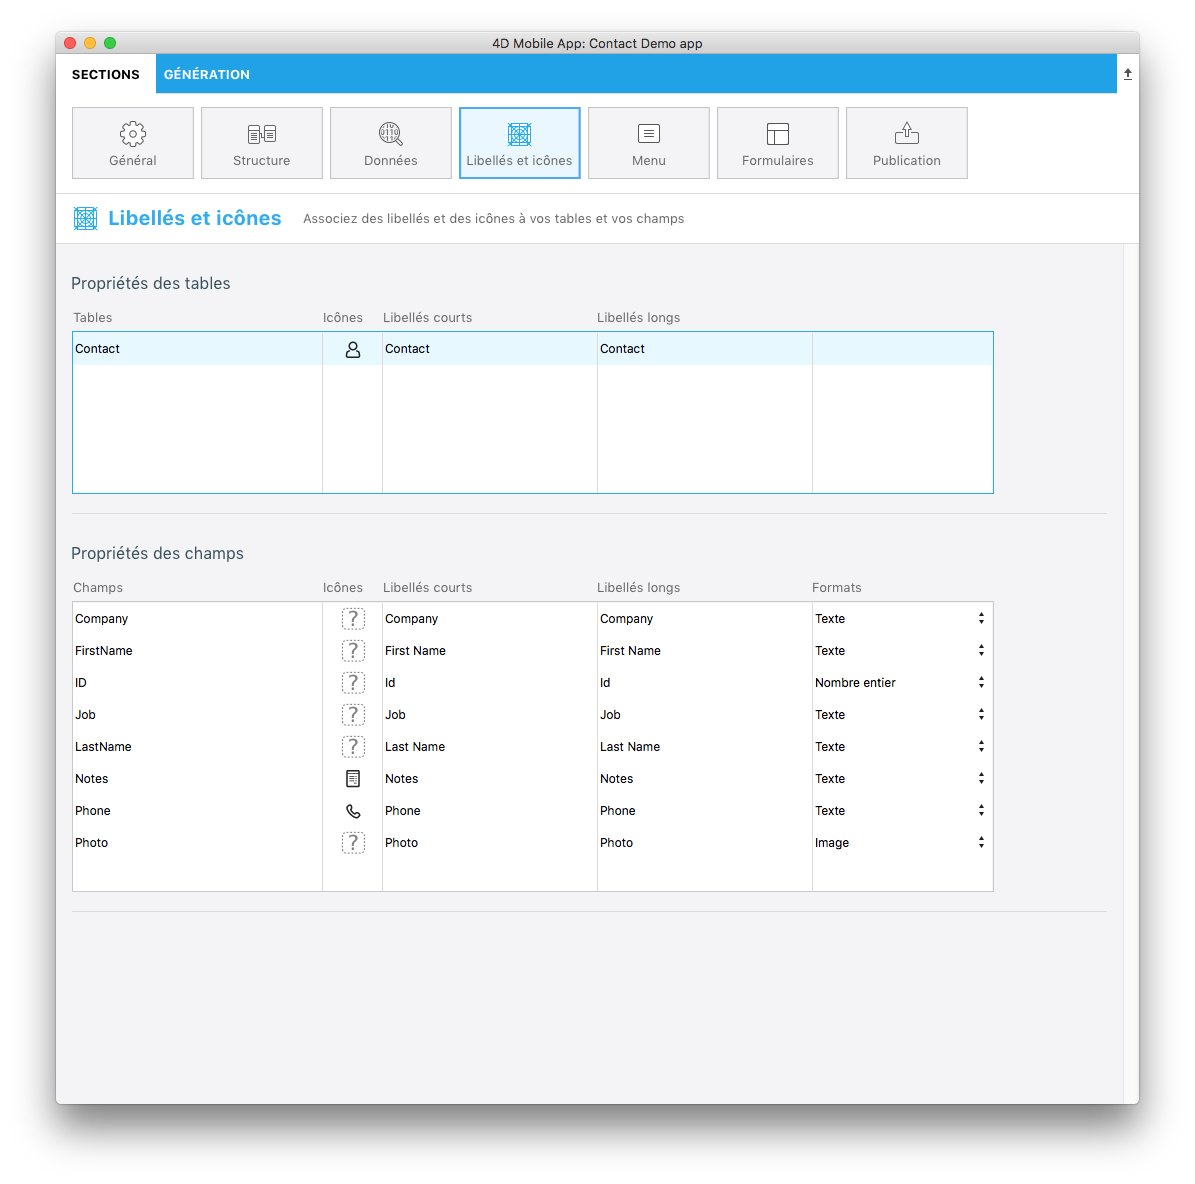 4D Mobile App: Contact Demo app
SECTIONS GÉNÉRATION
Général Structure Données Libellés et icônes Menu Formulaires Publication
Libellés et icônes Associez des libellés et des icônes à vos tables et vos champs
Propriétés des tables
Tables Icônes Libellés courts Libellés longs
Contact Contact Contact
Propriétés des champs
Champs Icônes Libellés courts Libellés longs Formats
Company ? Company Company Texte
FirstName ? First Name First Name Texte
ID ? Id Id Nombre entier
Job ? Job Job Texte
LastName ? Last Name Last Name Texte
Notes Notes Notes Texte
Phone Phone Phone Texte
Photo ? Photo Photo Image